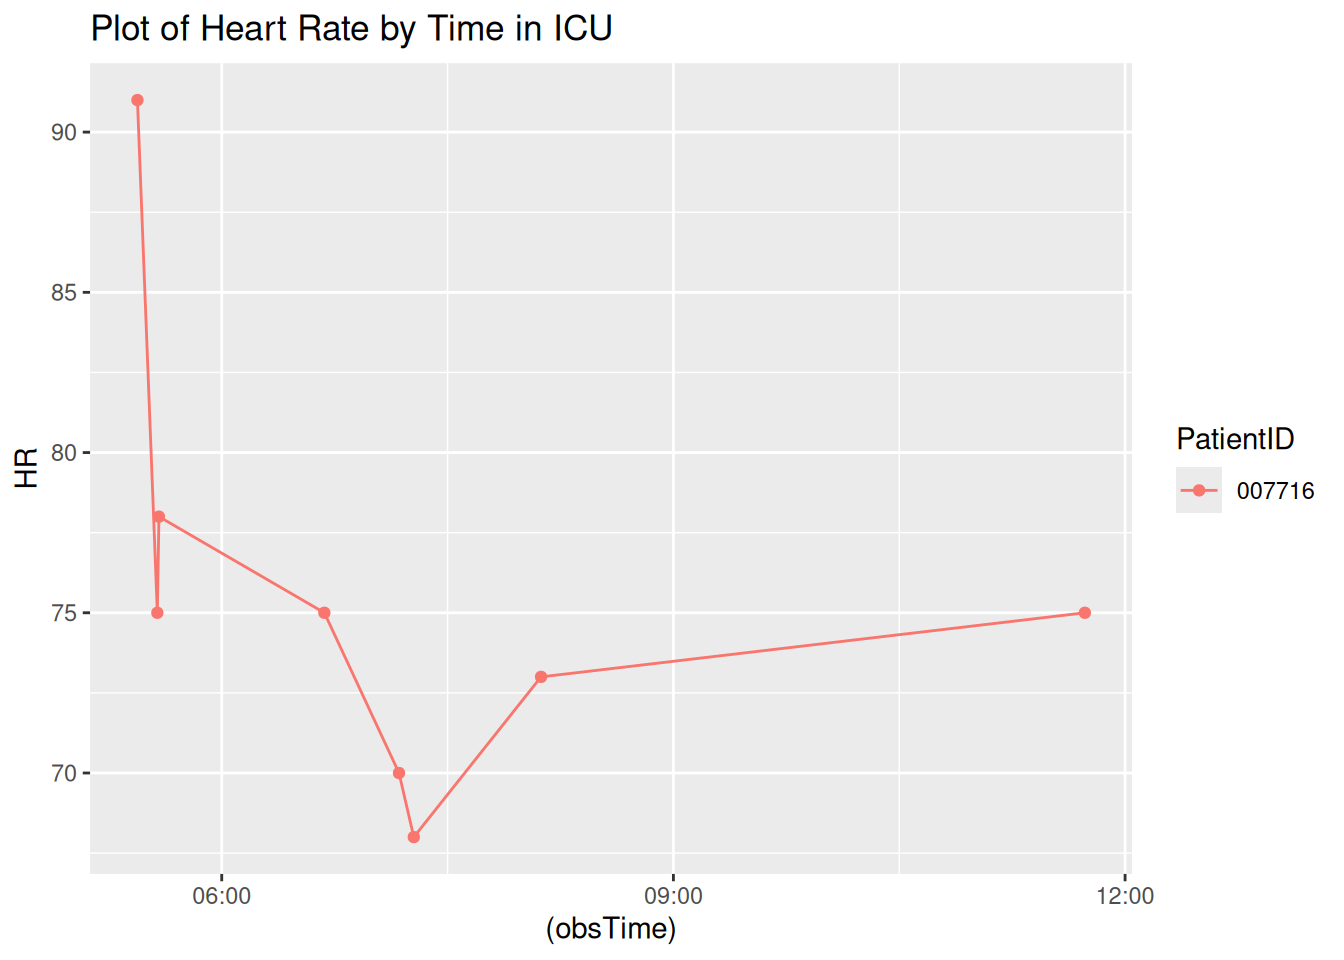 Plot of Heart Rate by Time in ICU
90
85
80
75
70
HR
06:00
09:00
12:00
(obsTime)
PatientID
007716